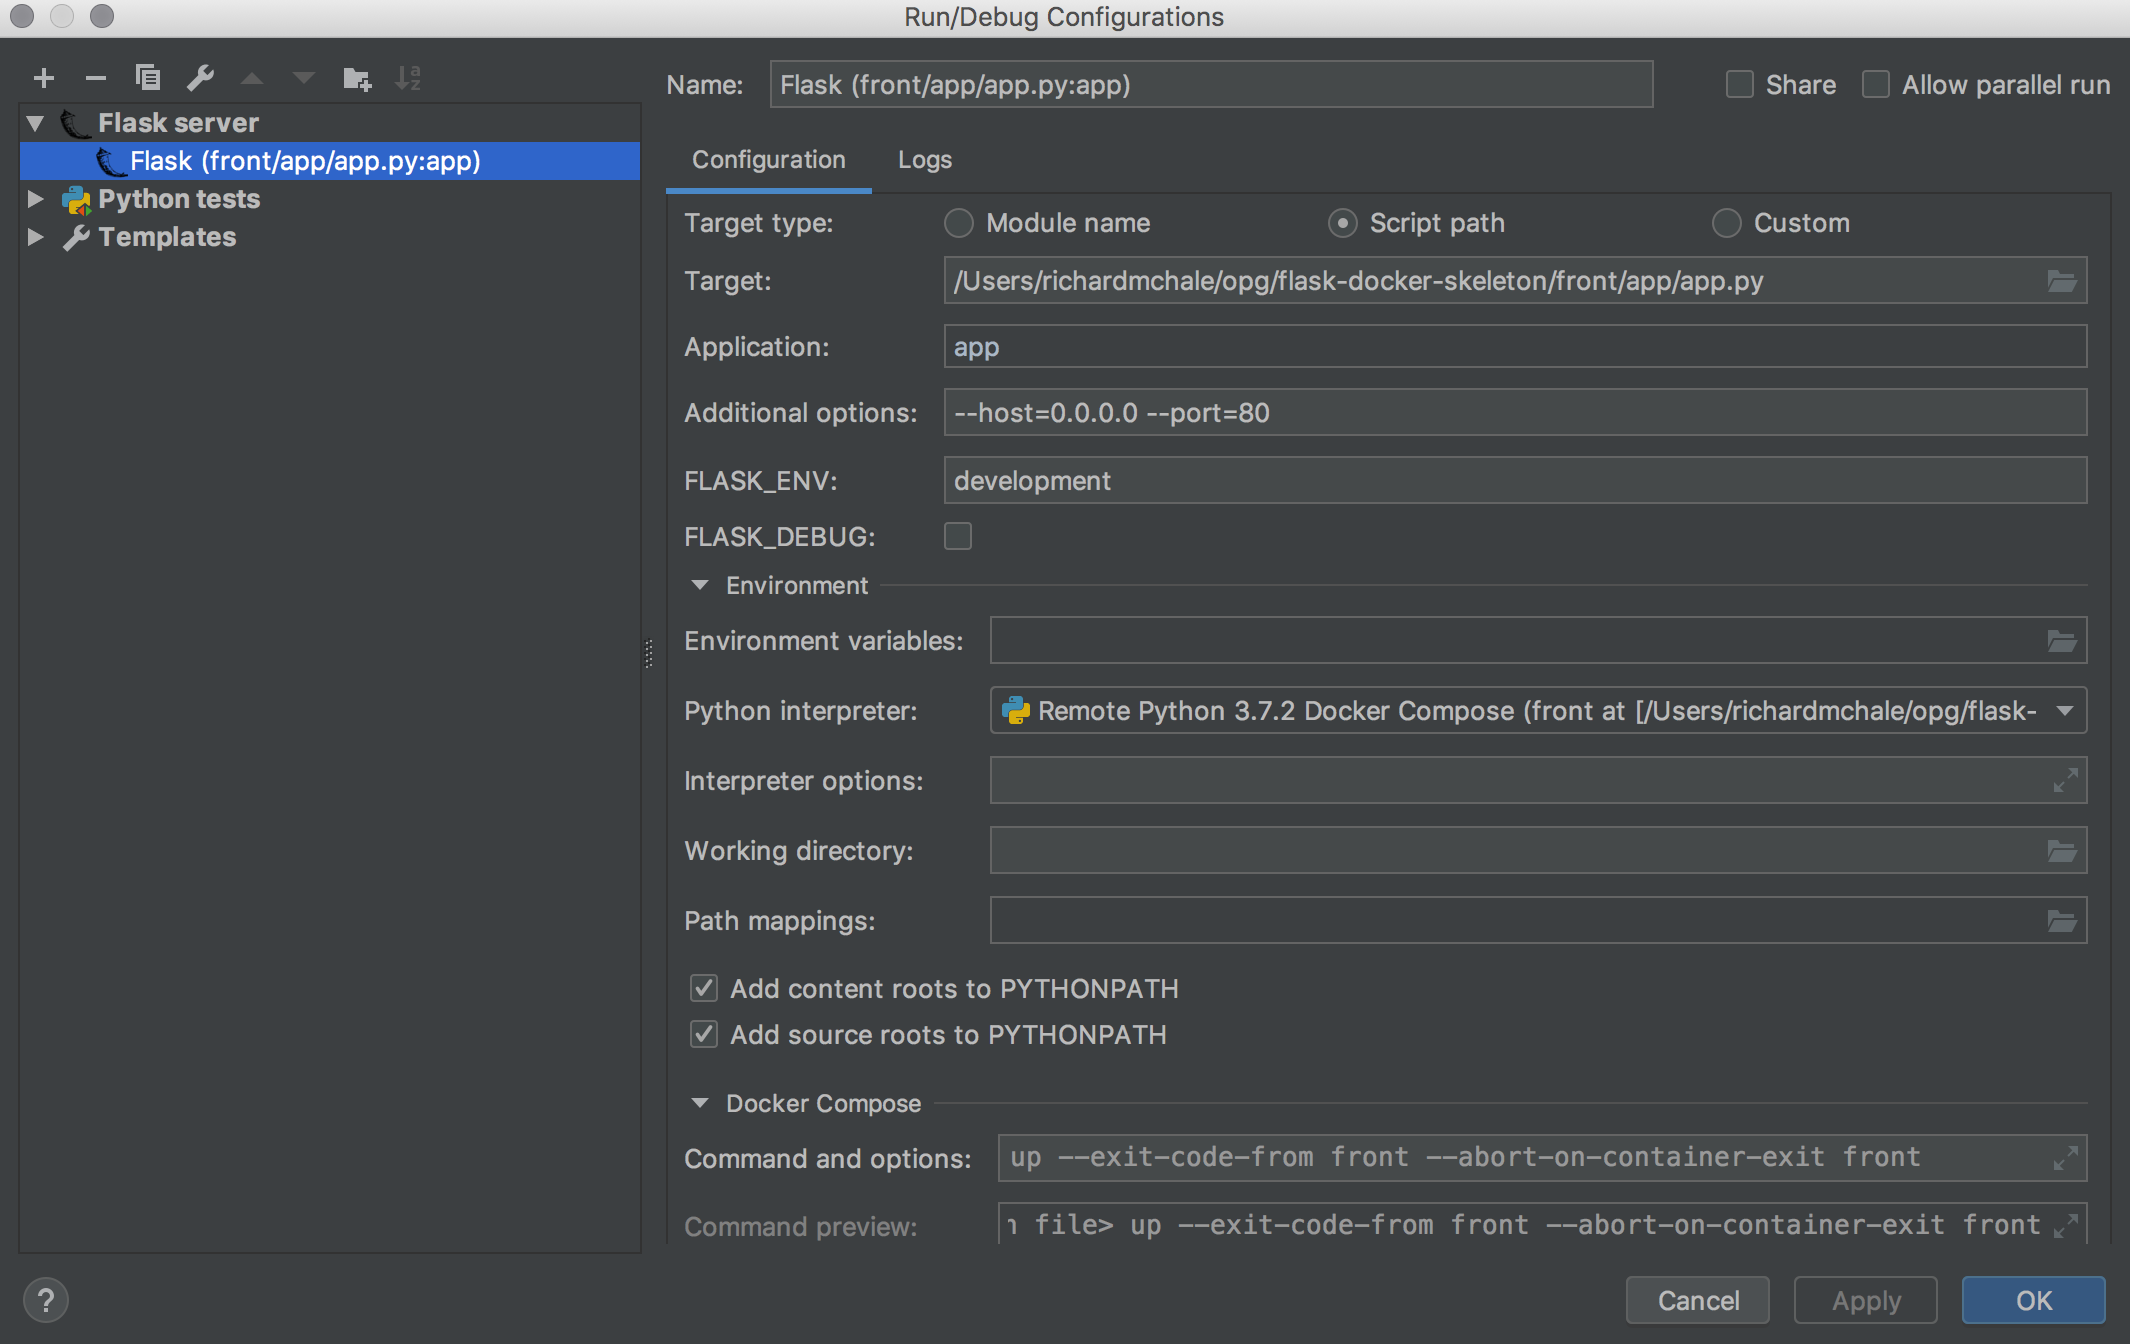 Run/Debug Configurations
Name: Flask (front/app/app.py:app) Share Allow parallel run
Flask server
Flask (front/app/app.py:app)
Python tests
Templates
Configuration Logs
Target type: Module name Script path Custom
Target: /Users/richardmchale/opg/flask-docker-skeleton/front/app/app.py
Application: app
Additional options: --host=0.0.0.0 --port=80
FLASK_ENV: development
FLASK_DEBUG:
Environment
Environment variables:
Python interpreter: Remote Python 3.7.2 Docker Compose (front at [/Users/richardmchale/opg/flask-
Interpreter options:
Working directory:
Path mappings:
Add content roots to PYTHONPATH
Add source roots to PYTHONPATH
Docker Compose
Command and options: up --exit-code-from front --abort-on-container-exit front
Command preview: file> up --exit-code-from front --abort-on-container-exit front
? Cancel Apply OK